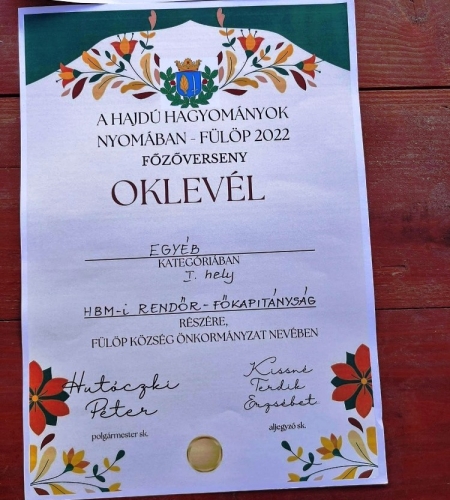 A HAJDÚ HAGYOMÁNYOK
NYOMÁBAN - FÜLÖP 2022
FŐZŐVERSENY
OKLEVÉL
EGYÉB
KATEGÓRIÁBAN
I. hely
HBM-i RENDŐR-FŐKAPITÁNYSÁG
RÉSZÉRE,
FÜLÖP KÖZSÉG ÖNKORMÁNYZAT NEVÉBEN
Hutóczki
Péter
polgármester sk.
Kissné
Terdik
Erzsébet
aljegyző sk.